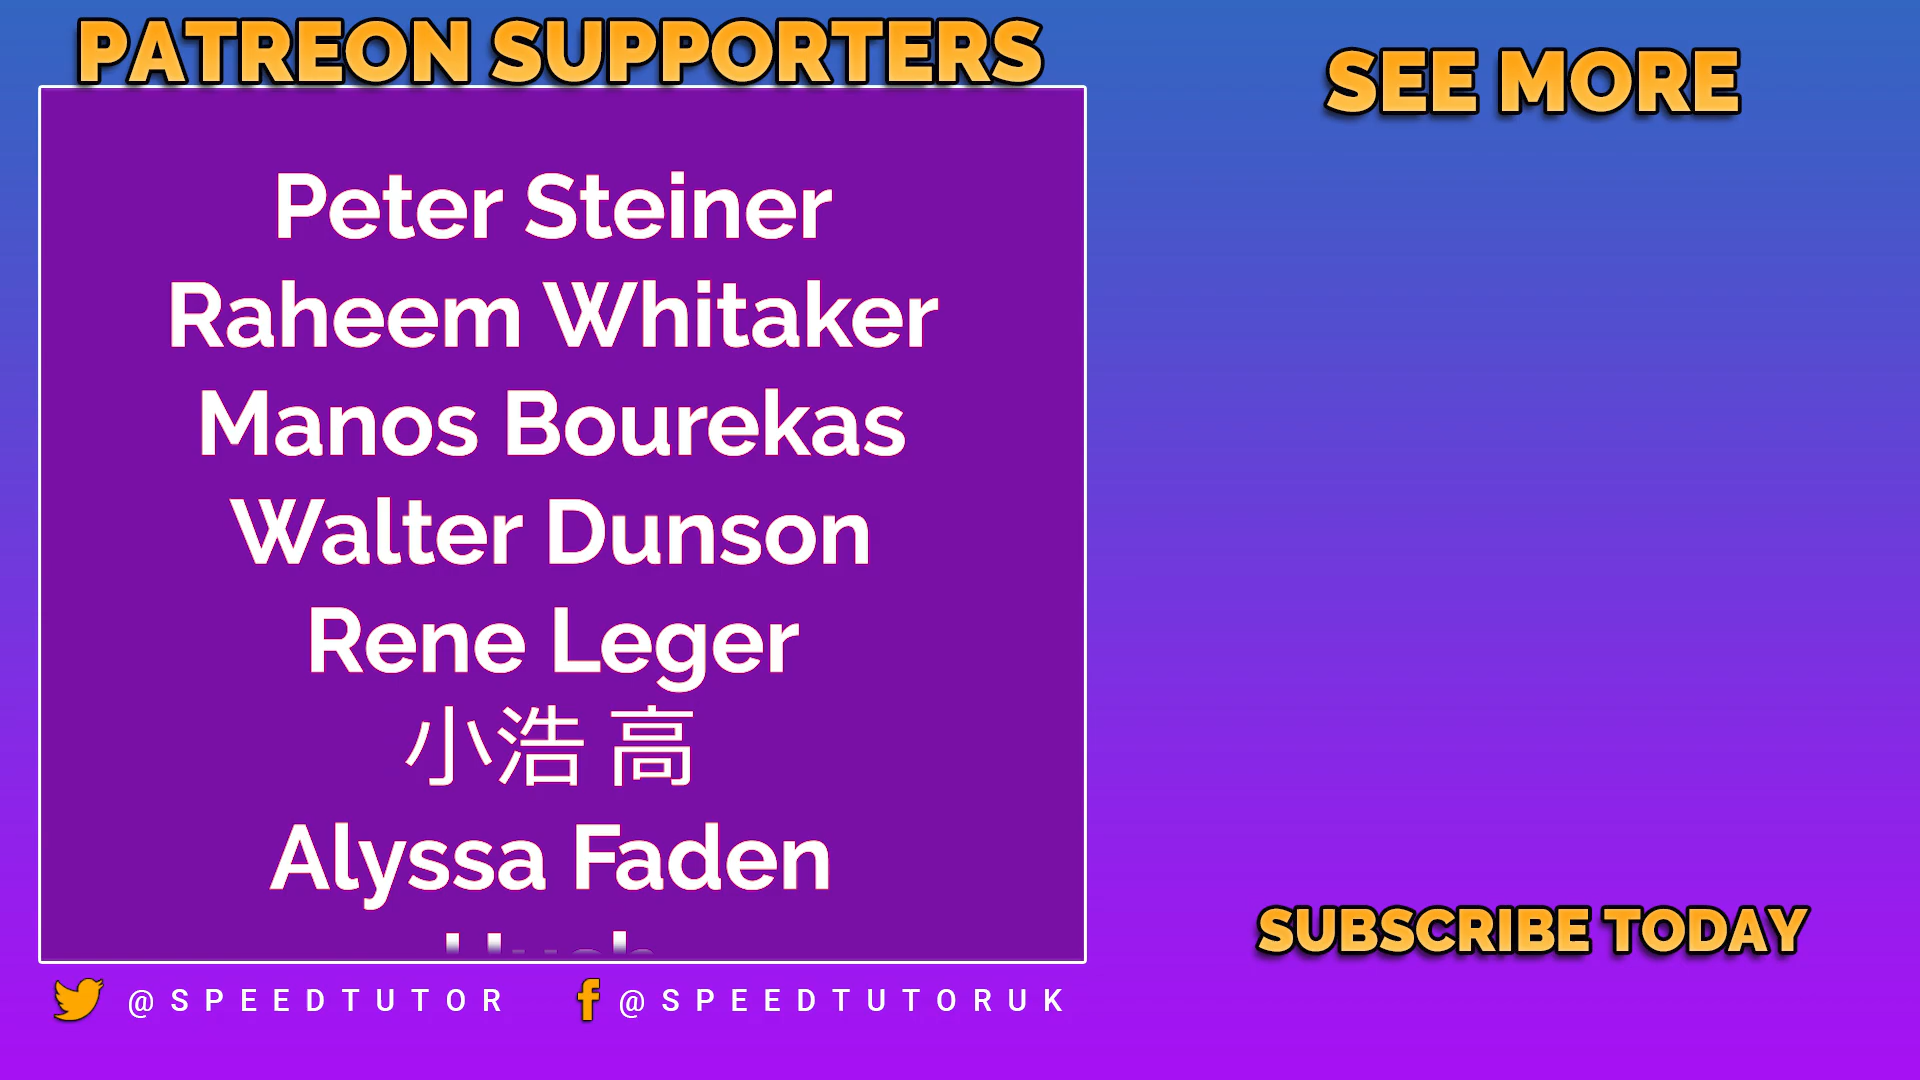 PATREON SUPPORTERS
SEE MORE
Peter Steiner
Raheem Whitaker
Manos Bourekas
Walter Dunson
Rene Leger
小浩 高
Alyssa Faden
SUBSCRIBE TODAY
@SPEEDTUTOR
@SPEEDTUTORUK